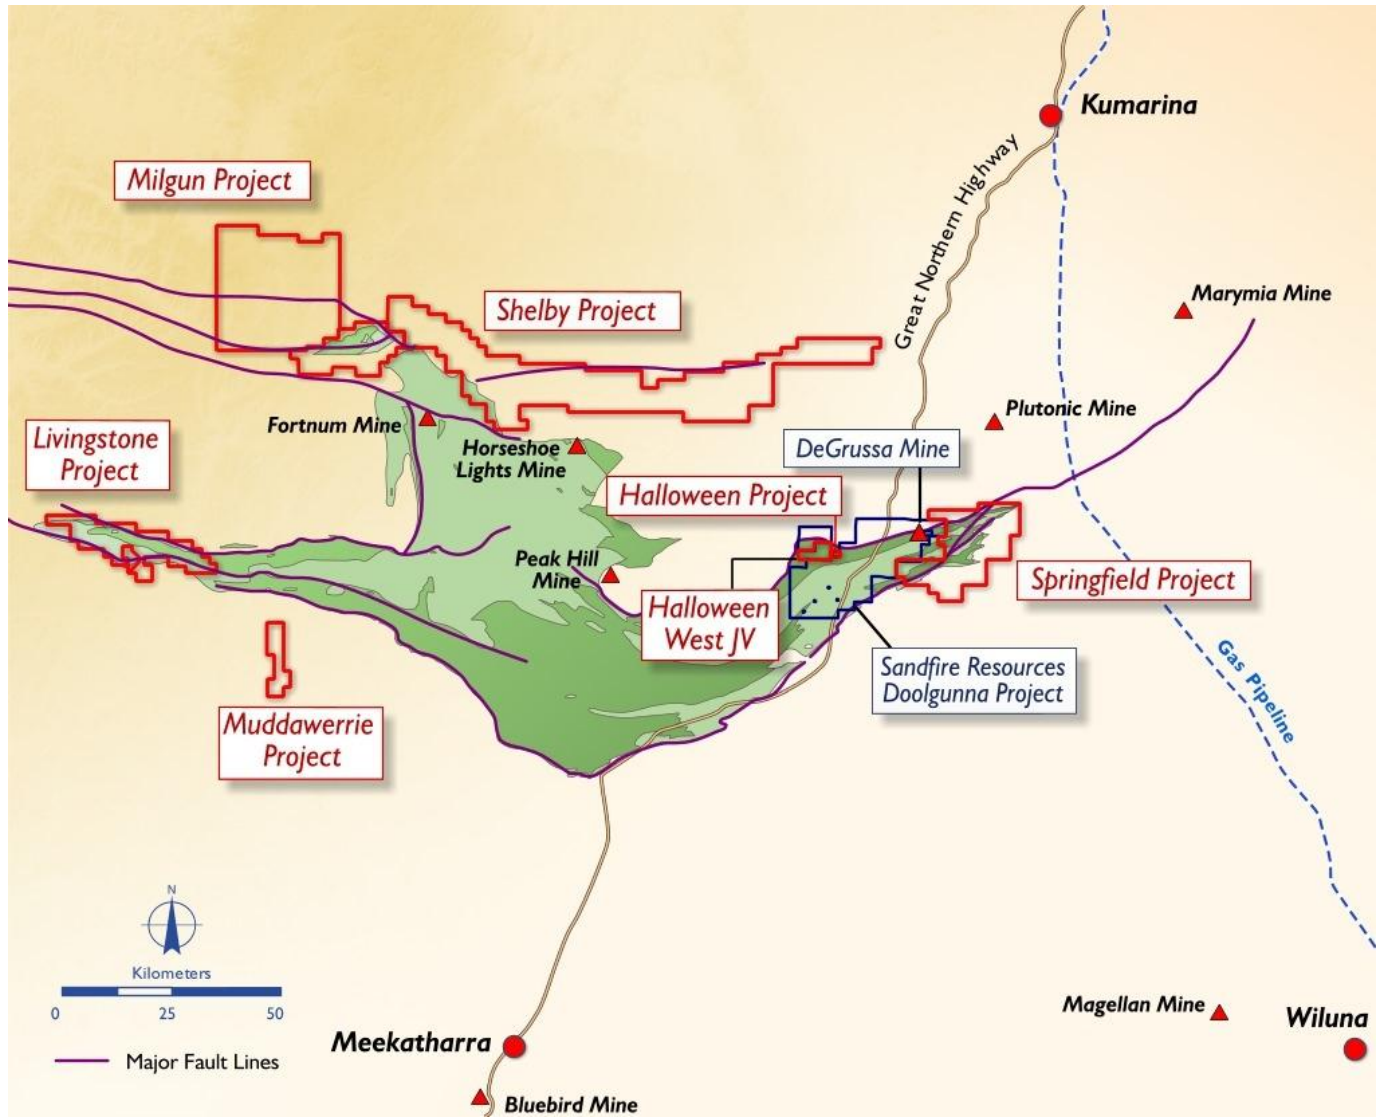 Kumarina
Great Northern Highway
Milgun Project
Marymia Mine
Shelby Project
Plutonic Mine
Fortnum Mine
Livingstone
Project
Horseshoe
Lights Mine
DeGrussa Mine
Halloween Project
Peak Hill
Mine
Springfield Project
Halloween
West JV
Sandfire Resources
Doolgunna Project
Gas Pipeline
Muddawerrie
Project
N
Kilometers
0 25 50
Major Fault Lines
Meekatharra
Bluebird Mine
Magellan Mine
Wiluna